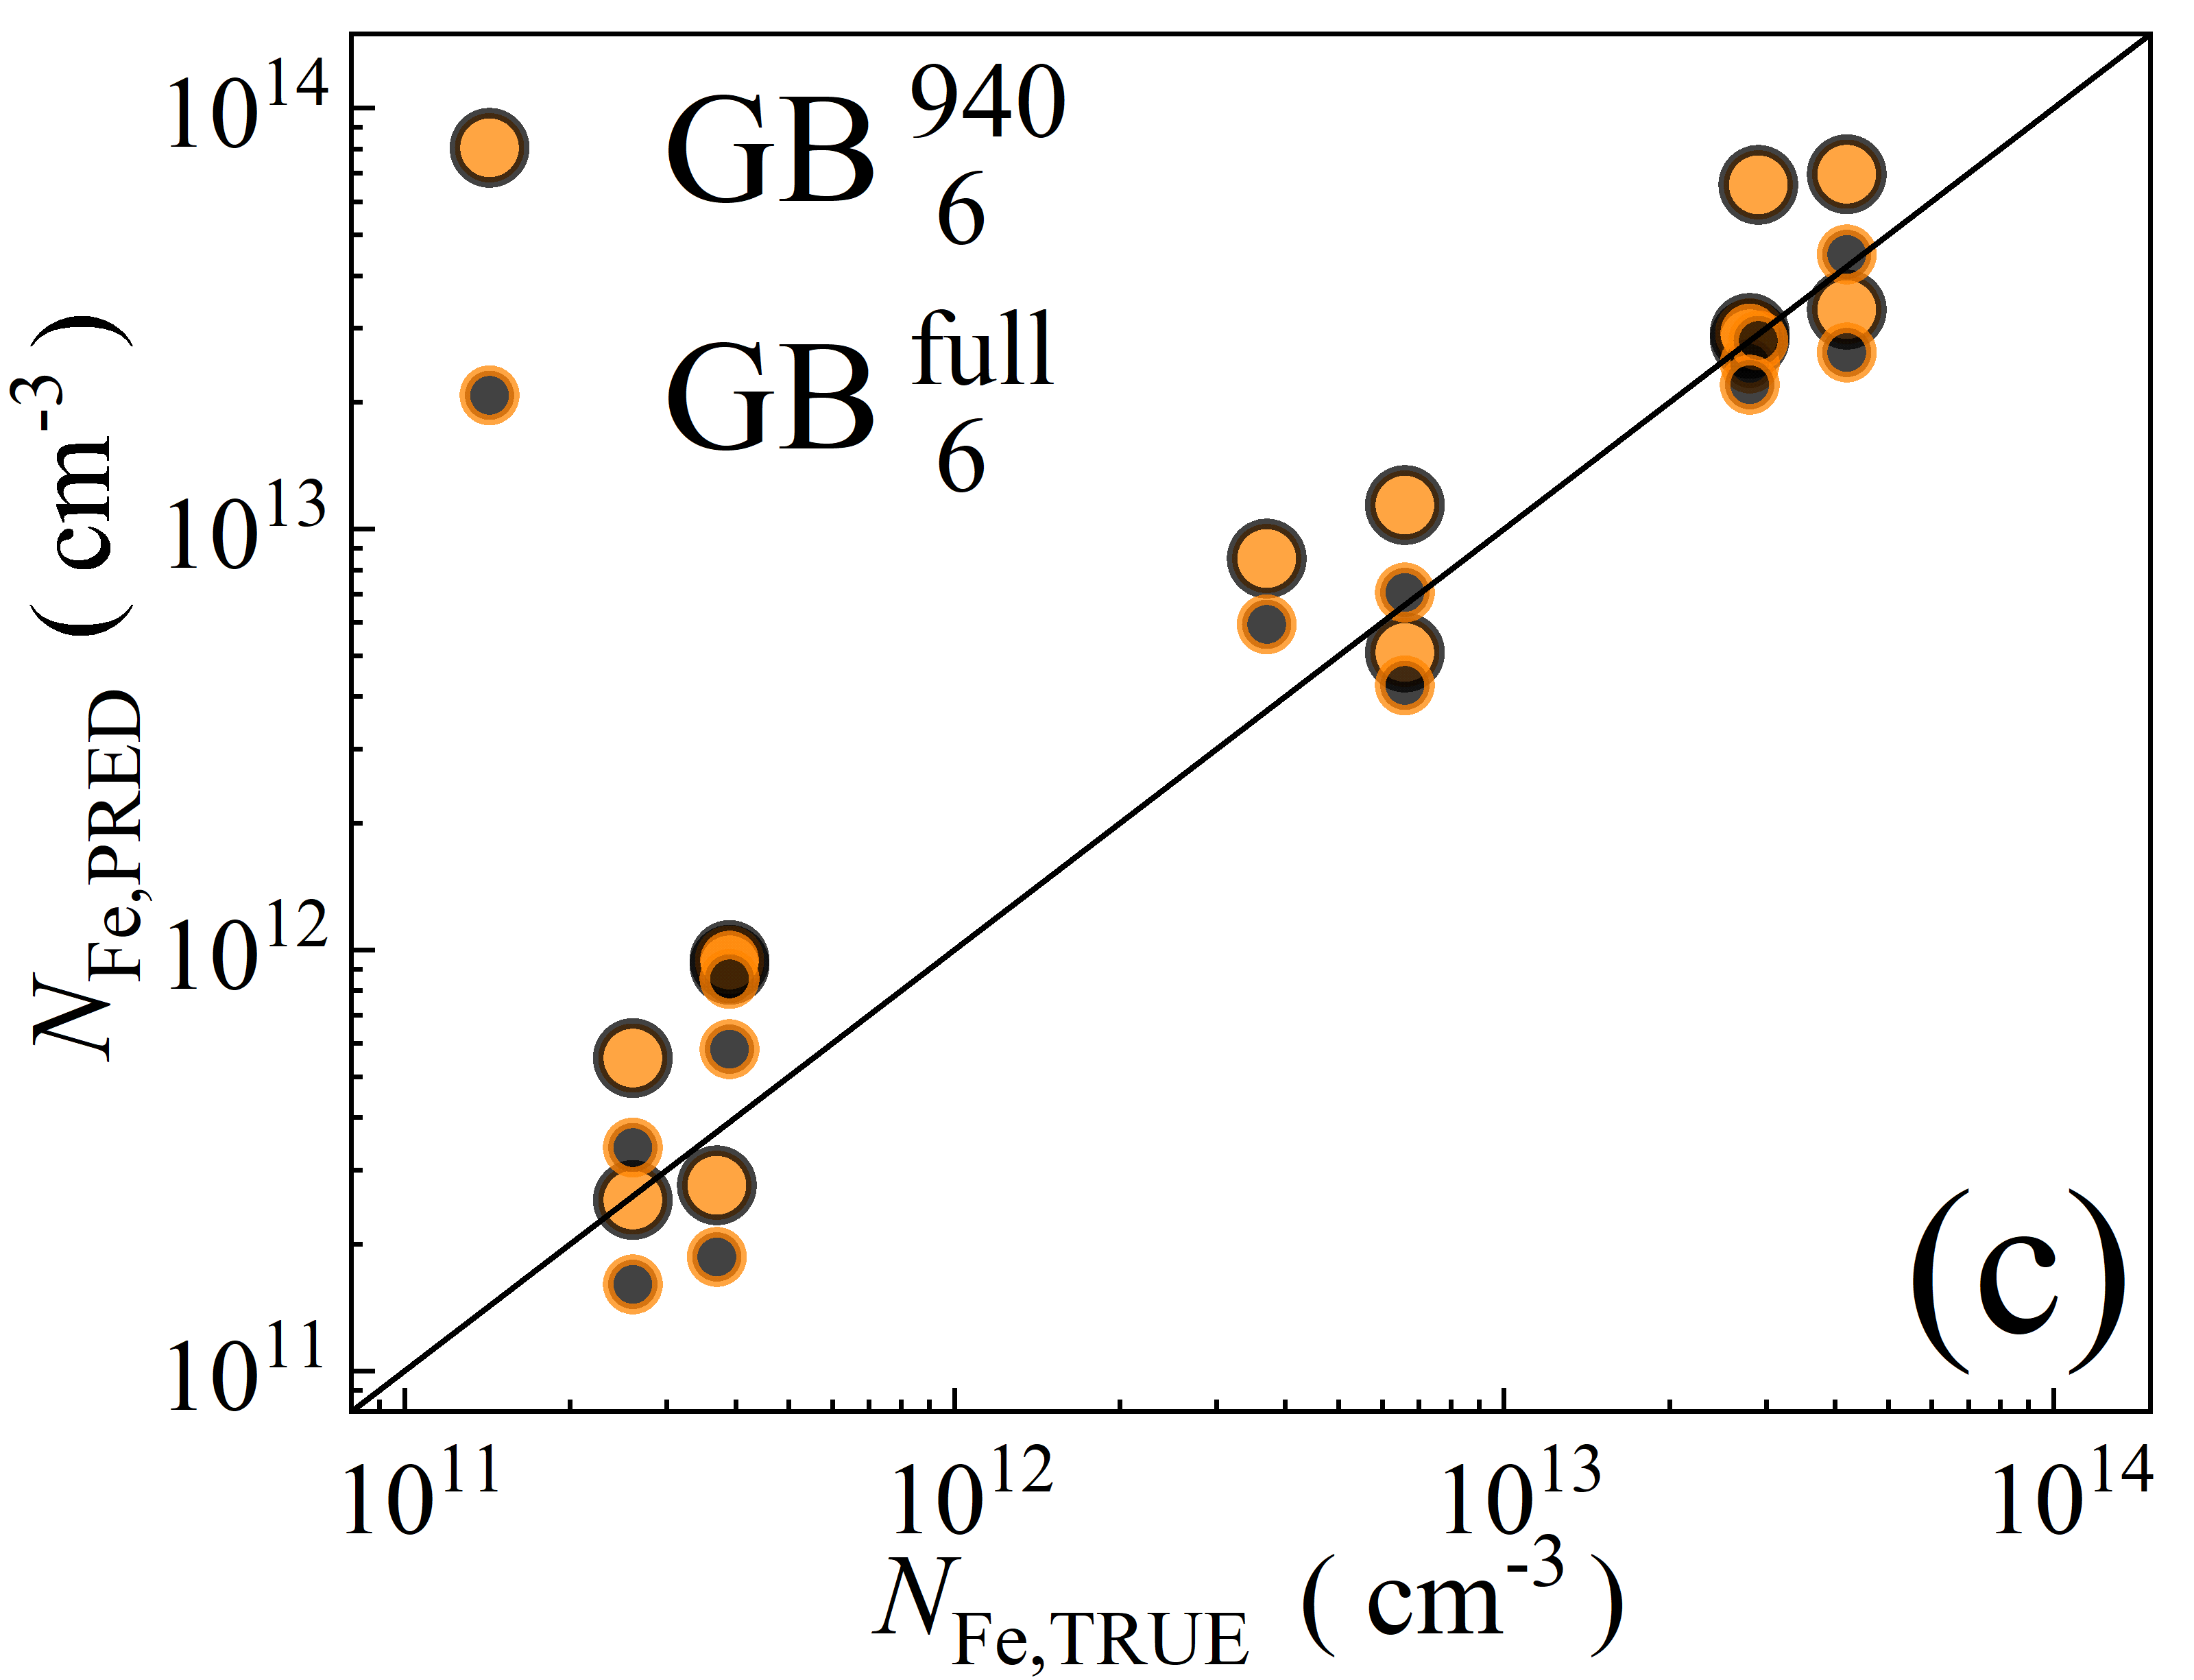 GB 940 6
GB full 6
10^14
10^13
10^12
10^11
N_Fe,PRED ( cm^-3 )
(c)
10^11 10^12 10^13 10^14
N_Fe,TRUE ( cm^-3 )